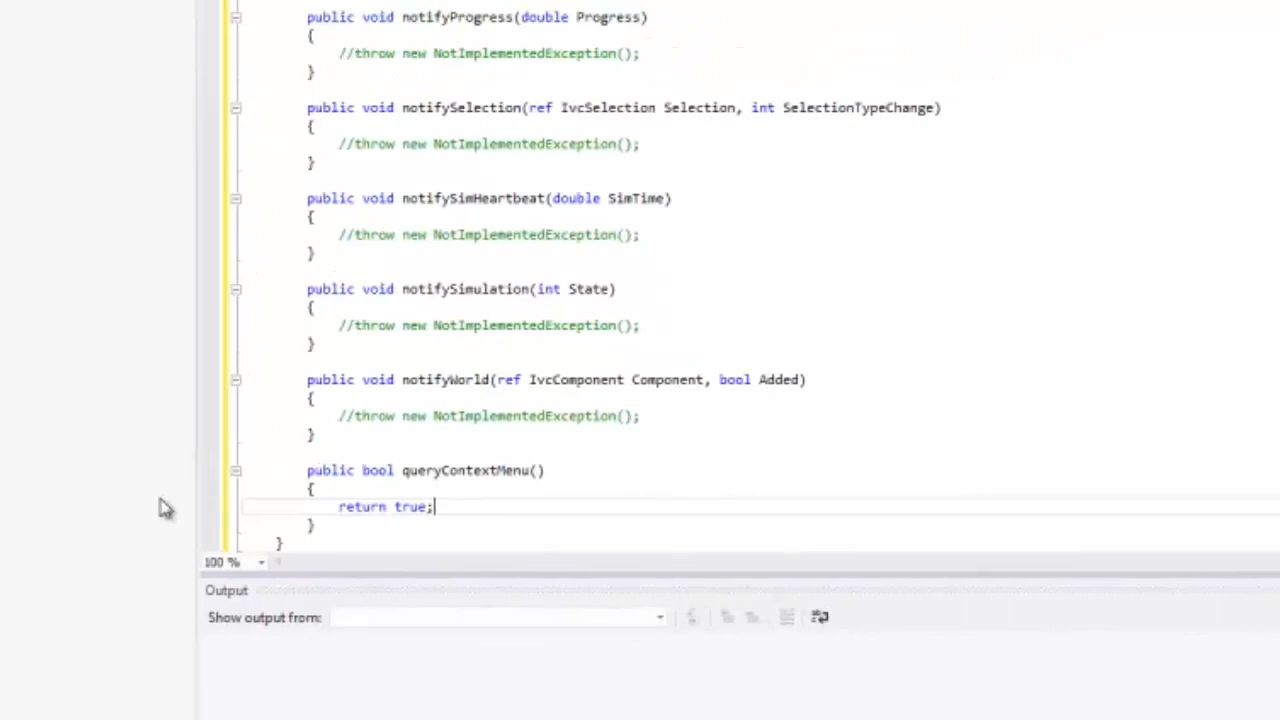 public void notifyProgress(double Progress)
{
//throw new NotImplementedException();
}
public void notifySelection(ref IvcSelection Selection, int SelectionTypeChange)
{
//throw new NotImplementedException();
}
public void notifySimHeartbeat(double SimTime)
{
//throw new NotImplementedException();
}
public void notifySimulation(int State)
{
//throw new NotImplementedException();
}
public void notifyWorld(ref IvcComponent Component, bool Added)
{
//throw new NotImplementedException();
}
public bool queryContextMenu()
{
return true;
}
}
100 %
Output
Show output from: